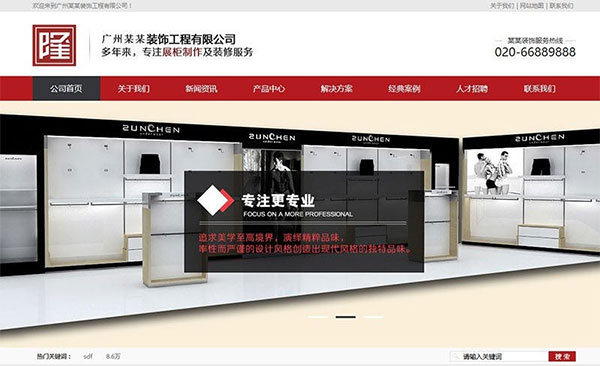 欢迎来到广州某某装饰工程有限公司！
关于我们 | 网站地图 | 联系我们
隆
广州某某装饰工程有限公司
多年来，专注展柜制作及装修服务
某某装饰服务热线
020-66889888
公司首页 关于我们 新闻资讯 产品中心 解决方案 经典案例 人才招聘 联系我们
ZUNCHEN
underwear
ZUNCHEN
underwear
ZUNCHEN
ZUNCHEN
专注更专业
FOCUS ON A MORE PROFESSIONAL
追求美学至高境界，演绎精粹品味，
率性而严谨的设计风格创造出现代风格的独特品味。
热门关键词： sdf 8.6万
请输入关键词 搜索